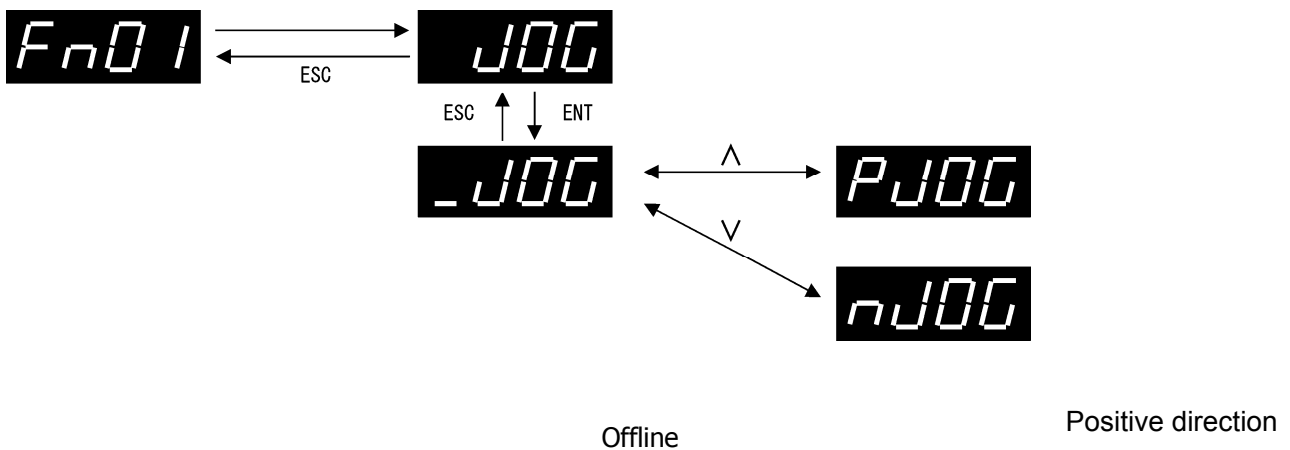 Fn01
JOG
ESC
ESC
ENT
_JOG
∧
PJOG
∨
nJOG
Positive direction
Offline